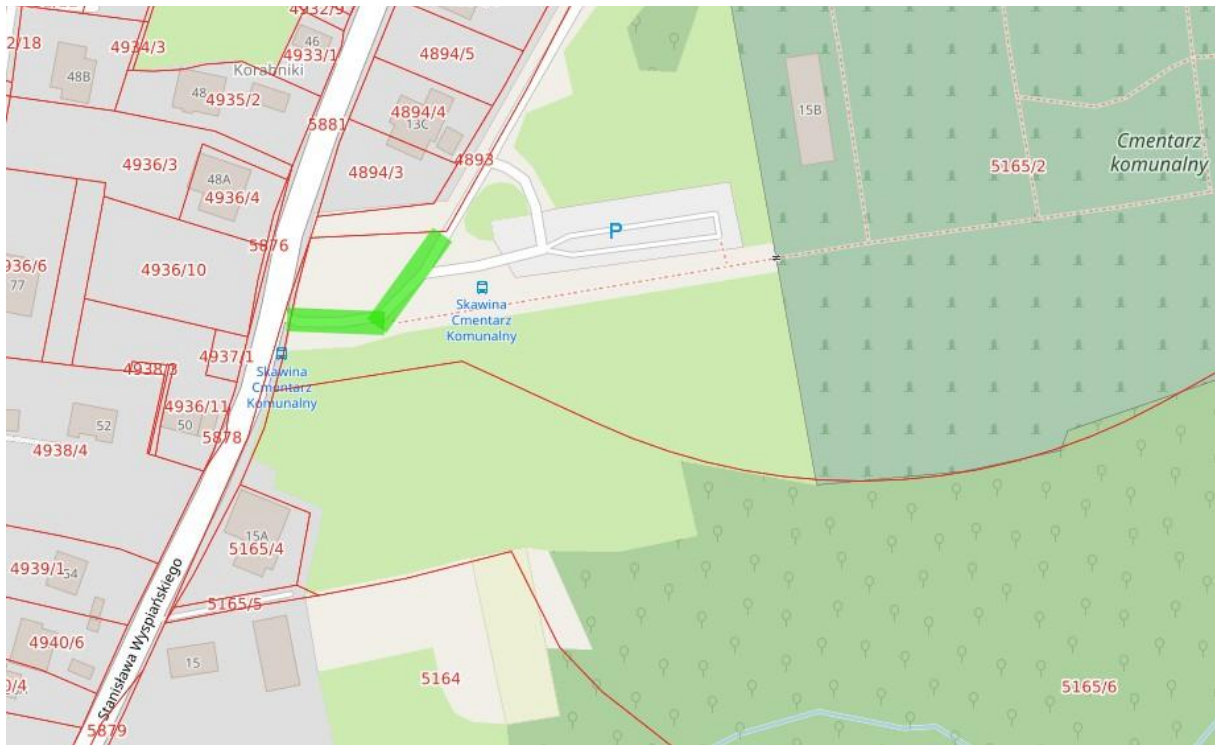 4932/9
2/18
4934/3
46
4933/1
4894/5
48B
Korabniki
48
4935/2
15B
4894/4
13C
5881
Cmentarz
komunalny
4936/3
4893
5165/2
48A
4894/3
4936/4
P
5876
936/6
4936/10
77
Skawina
Cmentarz
Komunalny
4937/1
4938/3
Skawina
Cmentarz
Komunalny
4936/11
50
52
5878
4938/4
15A
5165/4
4939/1
54
Stanisława Wyspiańskiego
5165/5
4940/6
15
5164
0/4
5165/6
5879